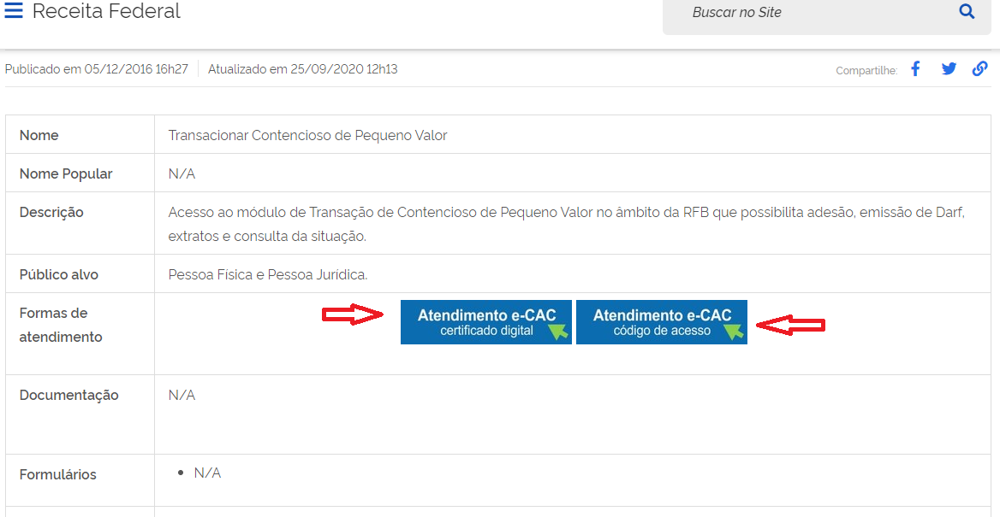 Receita Federal
Buscar no Site
Publicado em 05/12/2016 16h27 Atualizado em 25/09/2020 12h13
Compartilhe:
Nome Transacionar Contencioso de Pequeno Valor
Nome Popular N/A
Descrição Acesso ao módulo de Transação de Contencioso de Pequeno Valor no âmbito da RFB que possibilita adesão, emissão de Darf,
extratos e consulta da situação.
Público alvo Pessoa Física e Pessoa Jurídica.
Formas de
atendimento
Atendimento e-CAC
certificado digital
Atendimento e-CAC
código de acesso
Documentação N/A
Formulários • N/A